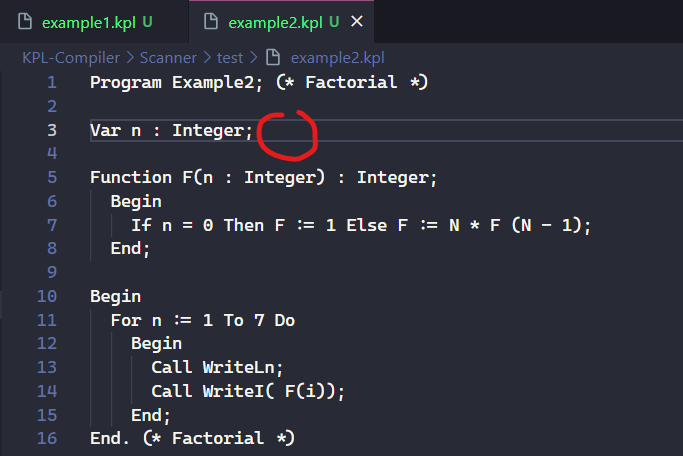 example1.kpl U example2.kpl U ×
KPL-Compiler > Scanner > test > example2.kpl
1 Program Example2; (* Factorial *)
2
3 Var n : Integer;
4
5 Function F(n : Integer) : Integer;
6 Begin
7 If n = 0 Then F := 1 Else F := N * F (N - 1);
8 End;
9
10 Begin
11 For n := 1 To 7 Do
12 Begin
13 Call WriteLn;
14 Call WriteI( F(i));
15 End;
16 End. (* Factorial *)